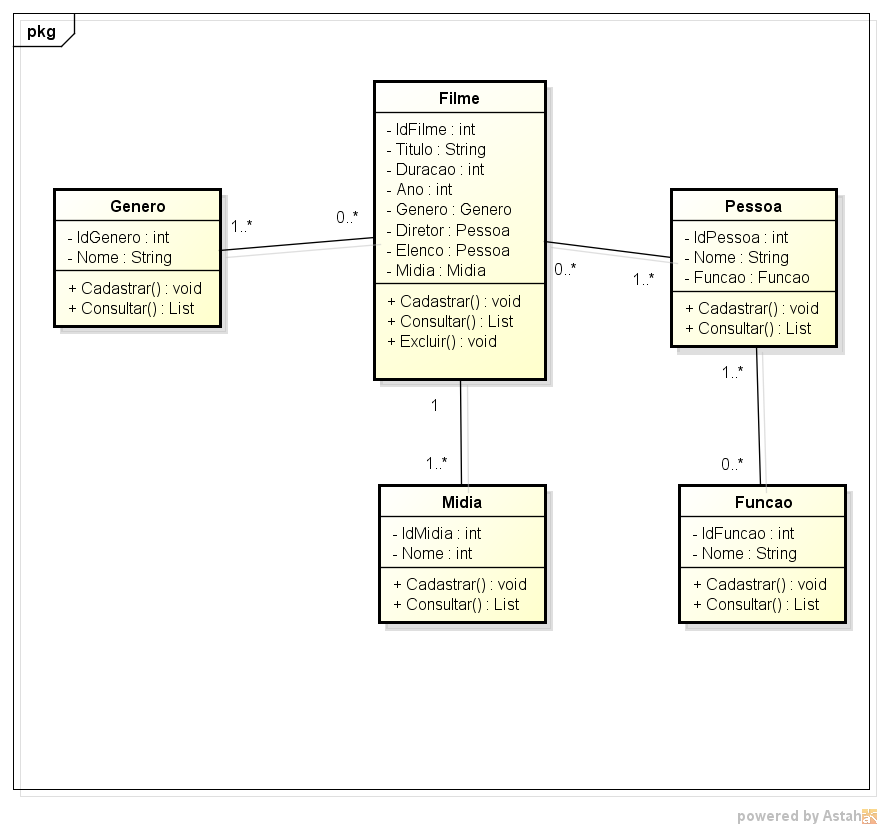 pkg
Filme
- IdFilme : int
- Titulo : String
- Duracao : int
- Ano : int
- Genero : Genero
- Diretor : Pessoa
- Elenco : Pessoa
- Midia : Midia
+ Cadastrar() : void
+ Consultar() : List
+ Excluir() : void
Genero
- IdGenero : int
- Nome : String
+ Cadastrar() : void
+ Consultar() : List
1..*
0..*
Pessoa
- IdPessoa : int
- Nome : String
- Funcao : Funcao
+ Cadastrar() : void
+ Consultar() : List
0..*
1..*
1
1..*
1..*
0..*
Midia
- IdMidia : int
- Nome : int
+ Cadastrar() : void
+ Consultar() : List
Funcao
- IdFuncao : int
- Nome : String
+ Cadastrar() : void
+ Consultar() : List
powered by Astah